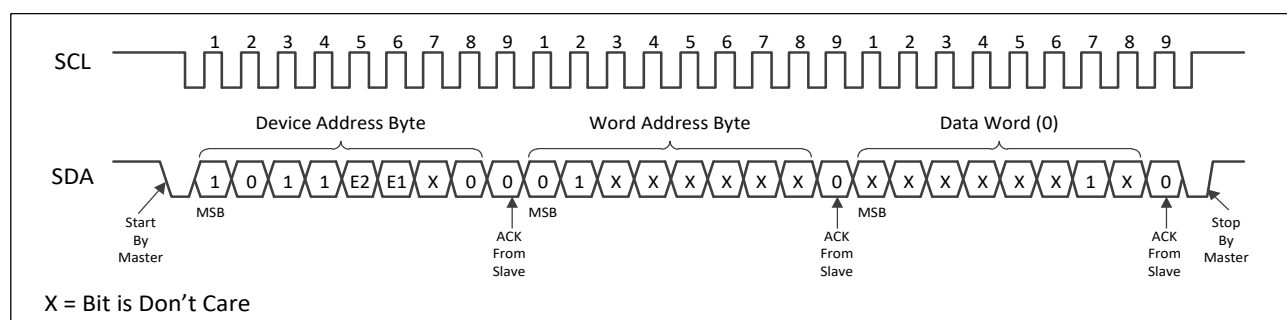 1 2 3 4 5 6 7 8 9 1 2 3 4 5 6 7 8 9 1 2 3 4 5 6 7 8 9
SCL
Device Address Byte Word Address Byte Data Word (0)
SDA 1 0 1 1 E2 E1 X 0 0 0 1 X X X X X X 0 X X X X X X 1 X 0
MSB MSB MSB
Start
By
Master
ACK
From
Slave
ACK
From
Slave
ACK
From
Slave
Stop
By
Master
X = Bit is Don't Care